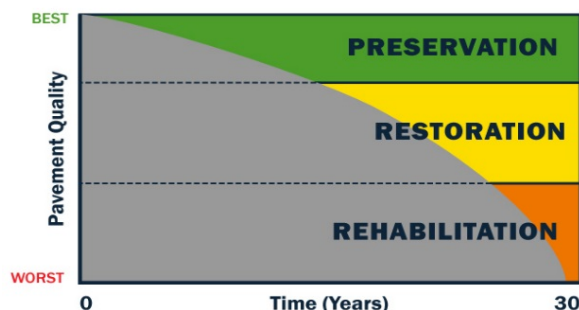 BEST
PRESERVATION
Pavement Quality
RESTORATION
REHABILITATION
WORST
0 Time (Years) 30